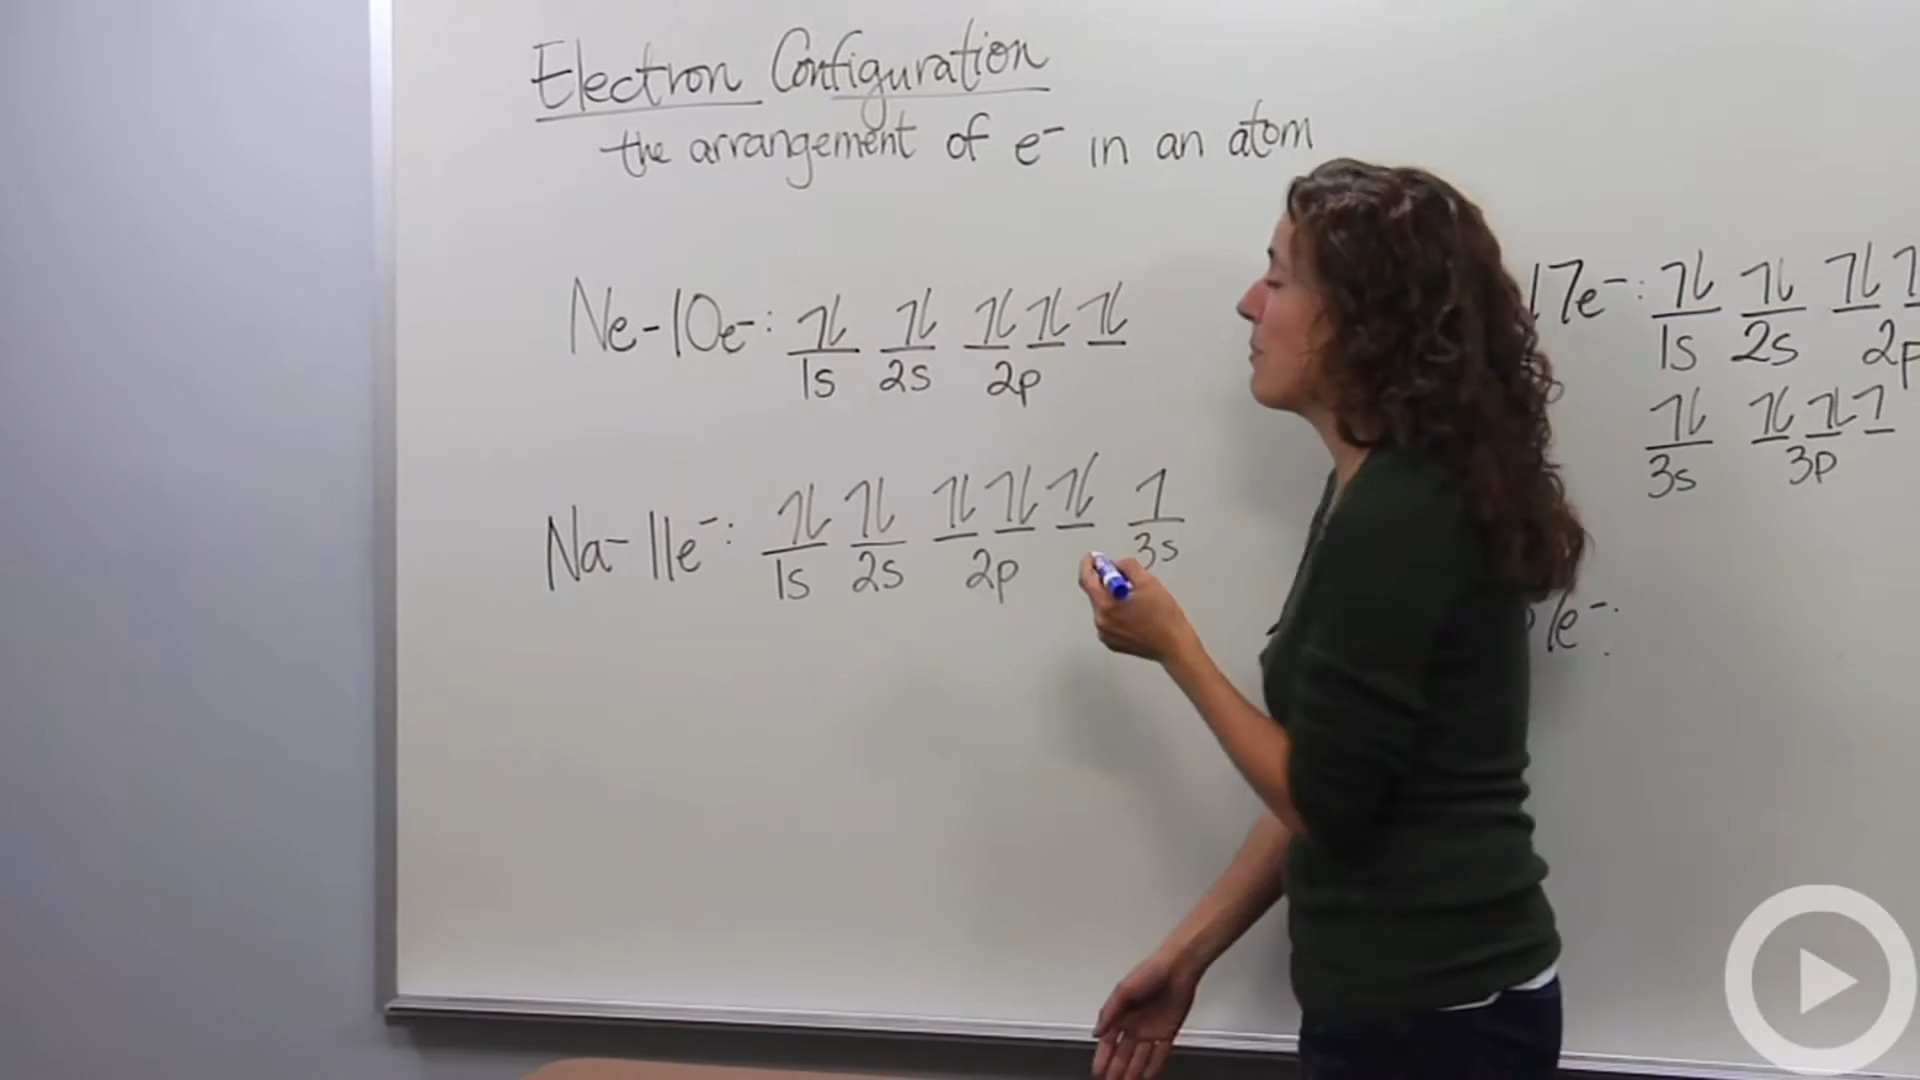 Electron Configuration
the arrangement of e⁻ in an atom
Ne-10e⁻: ↿⇂ ↿⇂ ↿⇂ ↿⇂ ↿⇂
1s 2s 2p
Na-11e⁻: ↿⇂ ↿⇂ ↿⇂ ↿⇂ ↿⇂ ↿
1s 2s 2p 3s
17e⁻: ↿⇂ ↿⇂ ↿⇂
1s 2s 2p
↿⇂ ↿⇂ ↿⇂ ↿
3s 3p
e⁻: